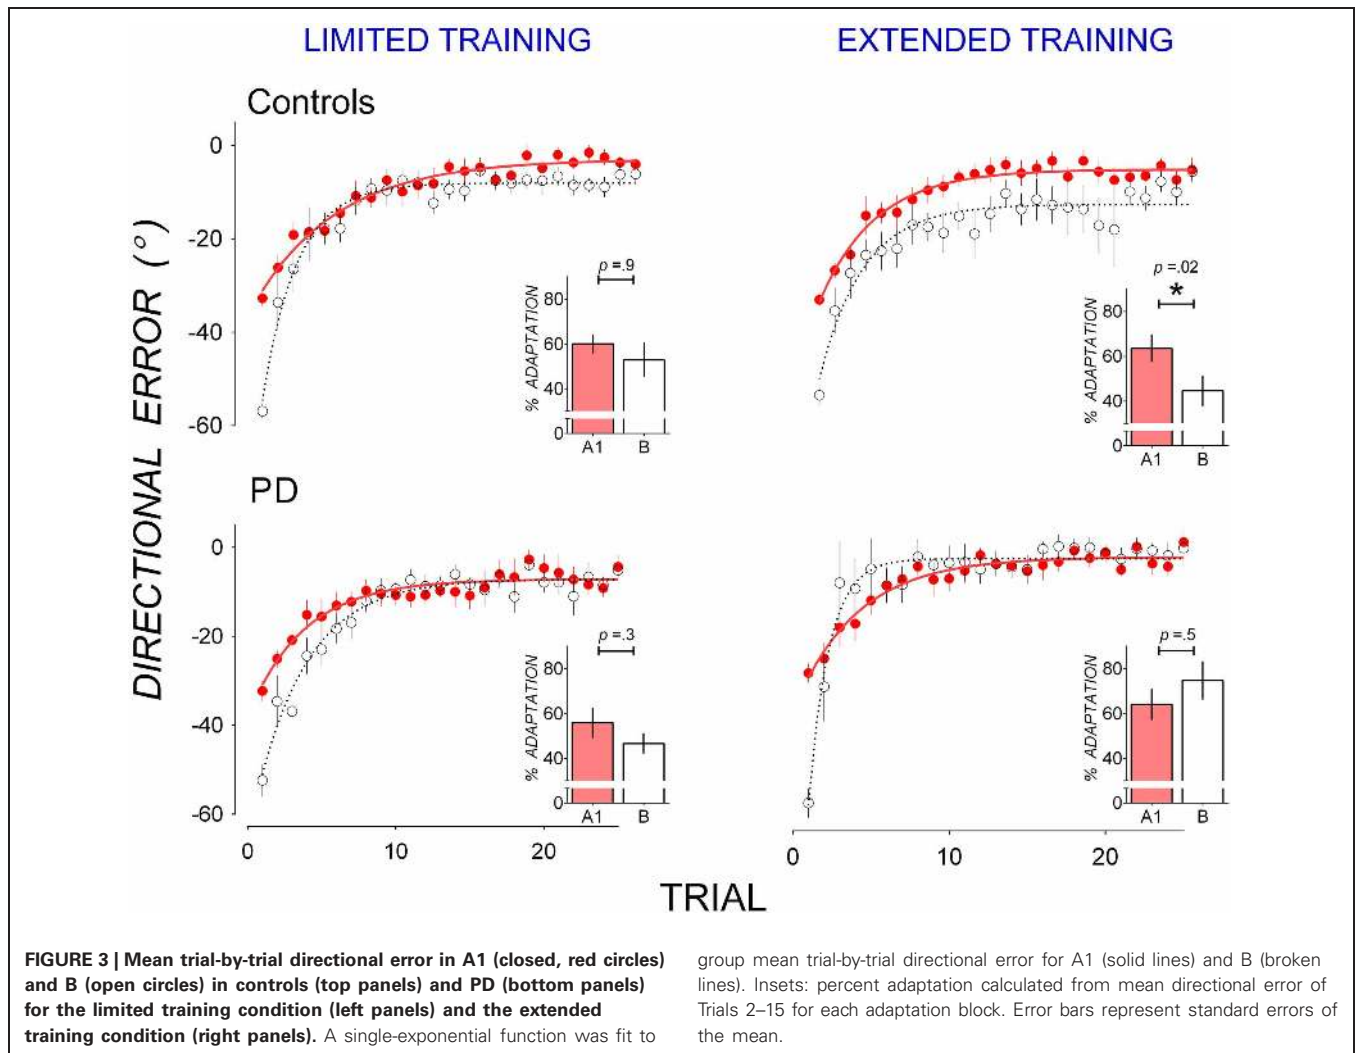 LIMITED TRAINING
EXTENDED TRAINING
Controls
0
-20
-40
-60
DIRECTIONAL ERROR (°)
p =.9
% ADAPTATION
80
60
40
0
A1 B
p =.02
*
% ADAPTATION
80
60
40
0
A1 B
PD
0
-20
-40
-60
p =.3
% ADAPTATION
80
60
40
0
A1 B
p =.5
% ADAPTATION
80
60
40
0
A1 B
0 10 20
0 10 20
TRIAL
FIGURE 3 | Mean trial-by-trial directional error in A1 (closed, red circles)
and B (open circles) in controls (top panels) and PD (bottom panels)
for the limited training condition (left panels) and the extended
training condition (right panels). A single-exponential function was fit to
group mean trial-by-trial directional error for A1 (solid lines) and B (broken
lines). Insets: percent adaptation calculated from mean directional error of
Trials 2–15 for each adaptation block. Error bars represent standard errors of
the mean.